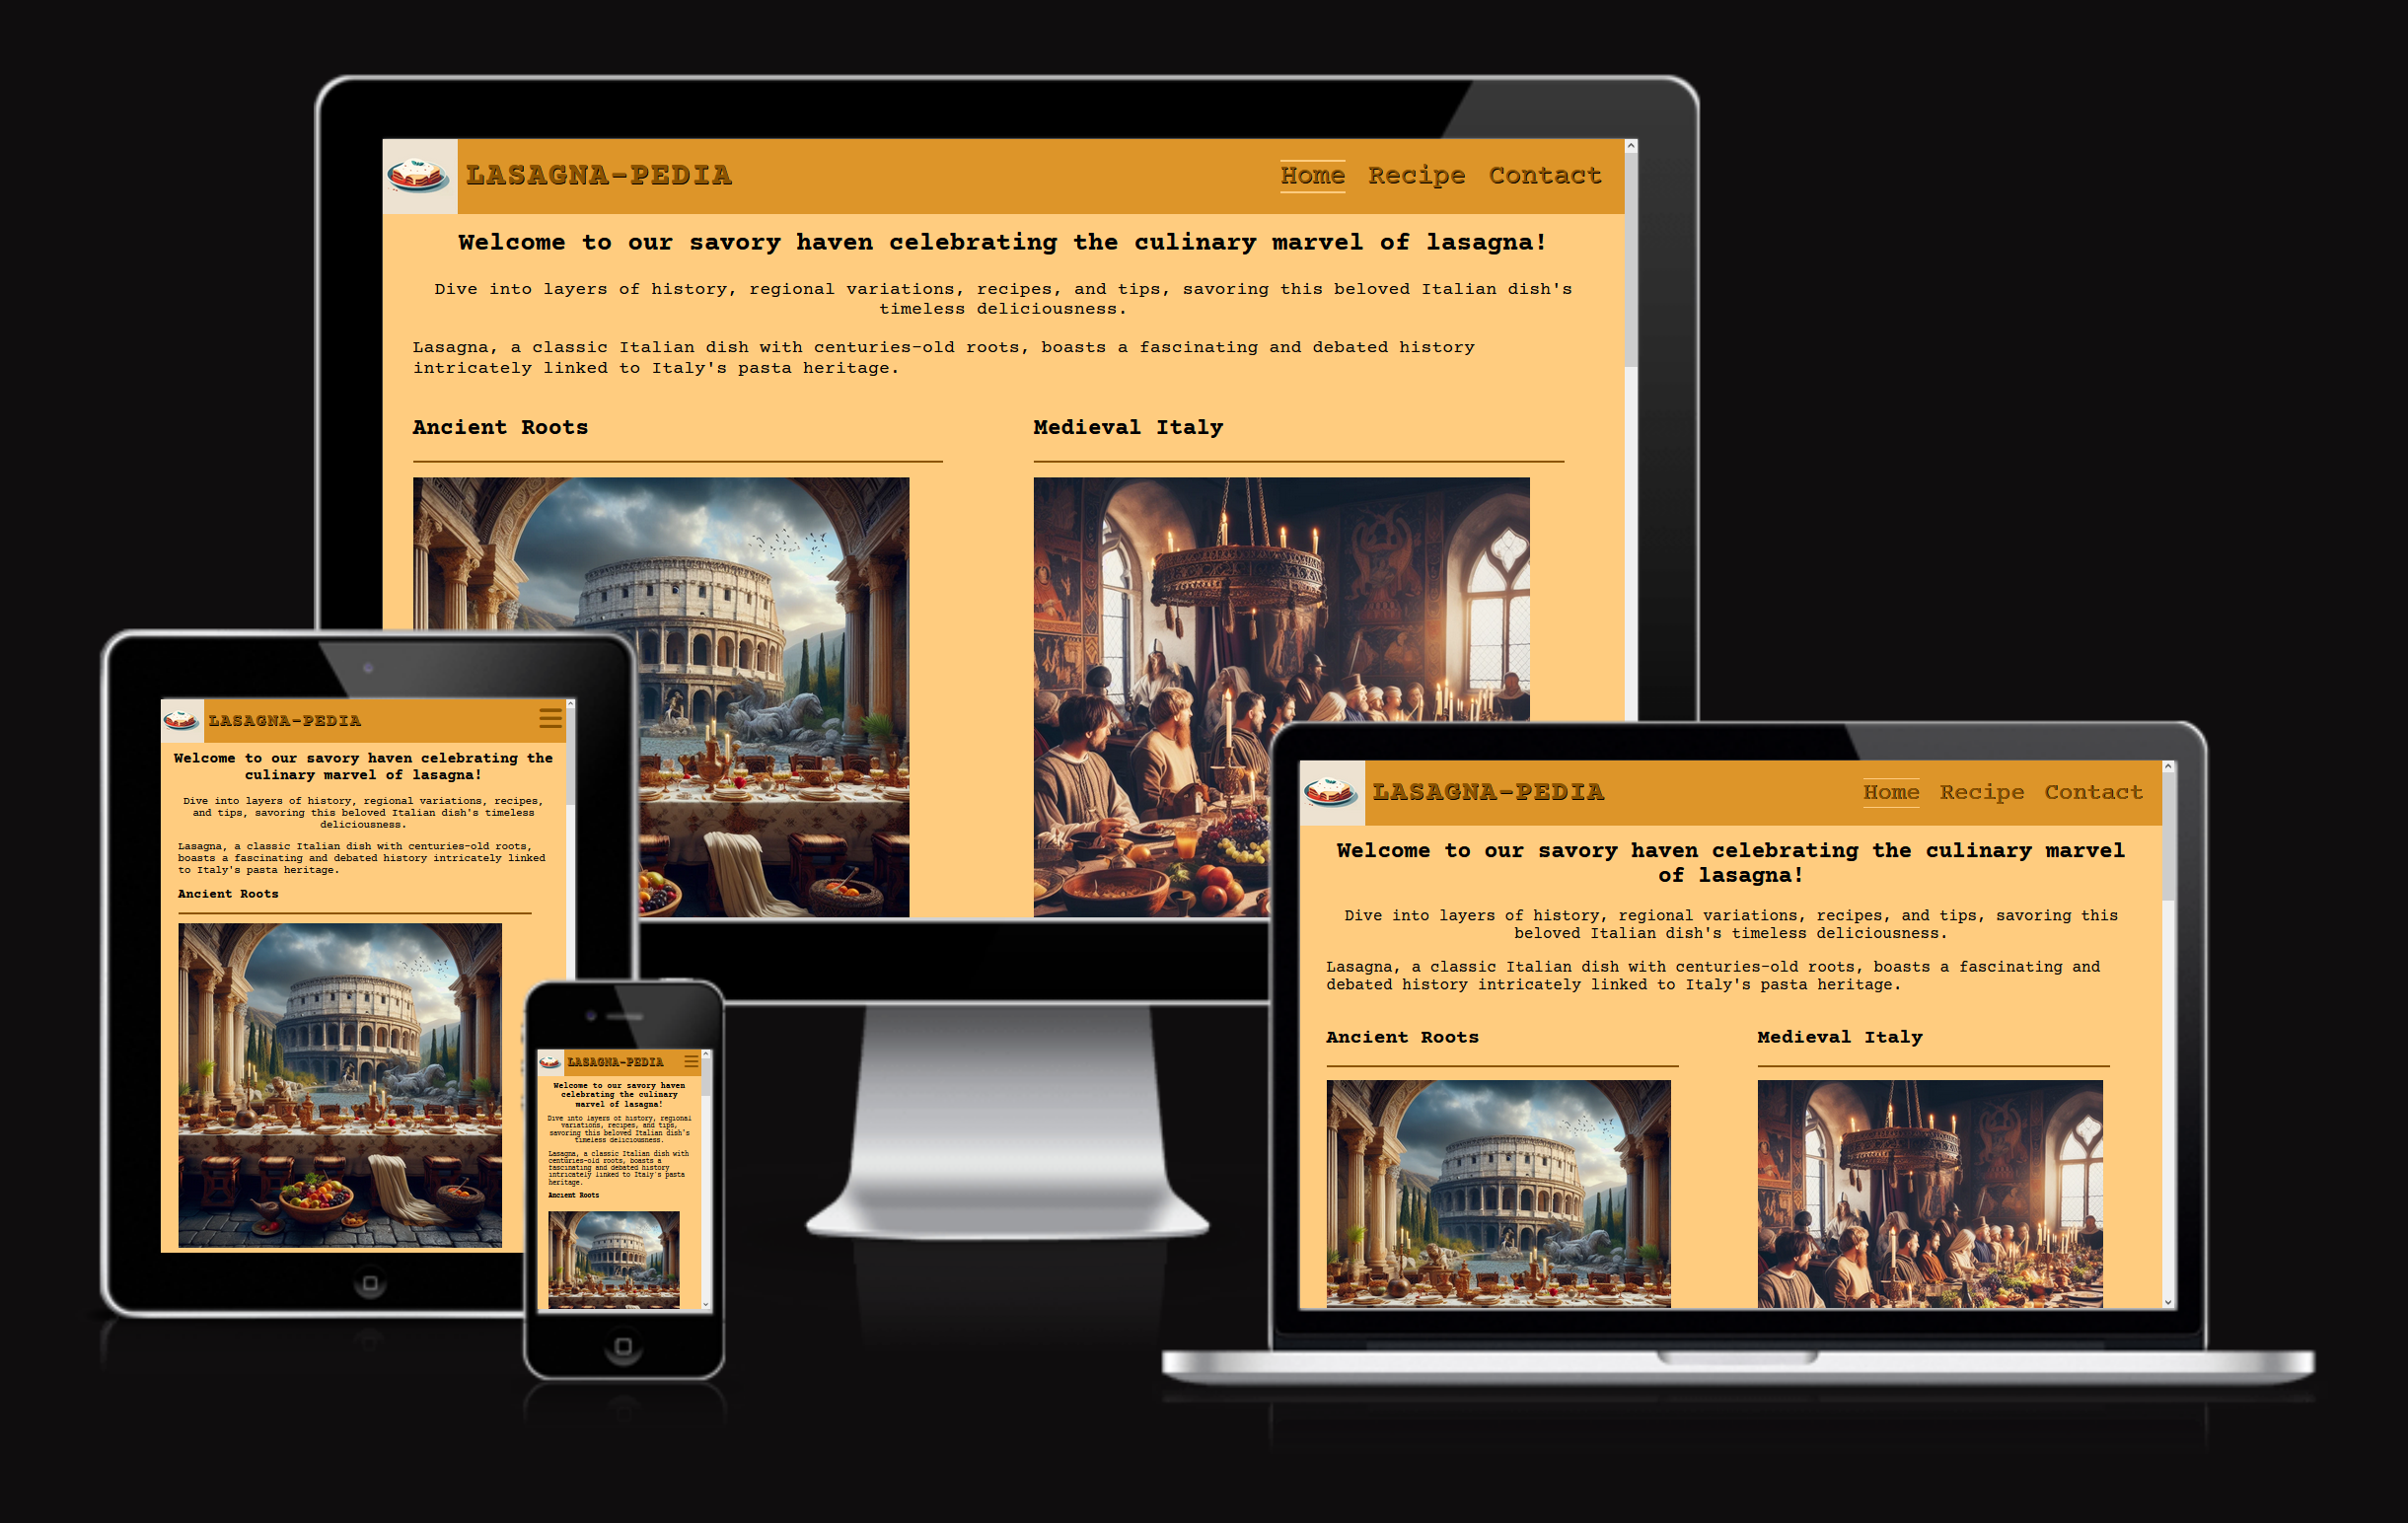 LASAGNA-PEDIA
Home Recipe Contact
Welcome to our savory haven celebrating the culinary marvel of lasagna!
Dive into layers of history, regional variations, recipes, and tips, savoring this beloved Italian dish's
timeless deliciousness.
Lasagna, a classic Italian dish with centuries-old roots, boasts a fascinating and debated history
intricately linked to Italy's pasta heritage.
Ancient Roots
Medieval Italy
LASAGNA-PEDIA
Welcome to our savory haven celebrating the
culinary marvel of lasagna!
Dive into layers of history, regional variations, recipes,
and tips, savoring this beloved Italian dish's timeless
deliciousness.
Lasagna, a classic Italian dish with centuries-old roots,
boasts a fascinating and debated history intricately linked
to Italy's pasta heritage.
Ancient Roots
LASAGNA-PEDIA
Welcome to our savory haven
celebrating the culinary
marvel of lasagna!
Dive into layers of history, regional
variations, recipes, and tips,
savoring this beloved Italian dish's
timeless deliciousness.
Lasagna, a classic Italian dish with
centuries-old roots, boasts a
fascinating and debated history
intricately linked to Italy's pasta
heritage.
Ancient Roots
LASAGNA-PEDIA
Home Recipe Contact
Welcome to our savory haven celebrating the culinary marvel
of lasagna!
Dive into layers of history, regional variations, recipes, and tips, savoring this
beloved Italian dish's timeless deliciousness.
Lasagna, a classic Italian dish with centuries-old roots, boasts a fascinating and
debated history intricately linked to Italy's pasta heritage.
Ancient Roots
Medieval Italy